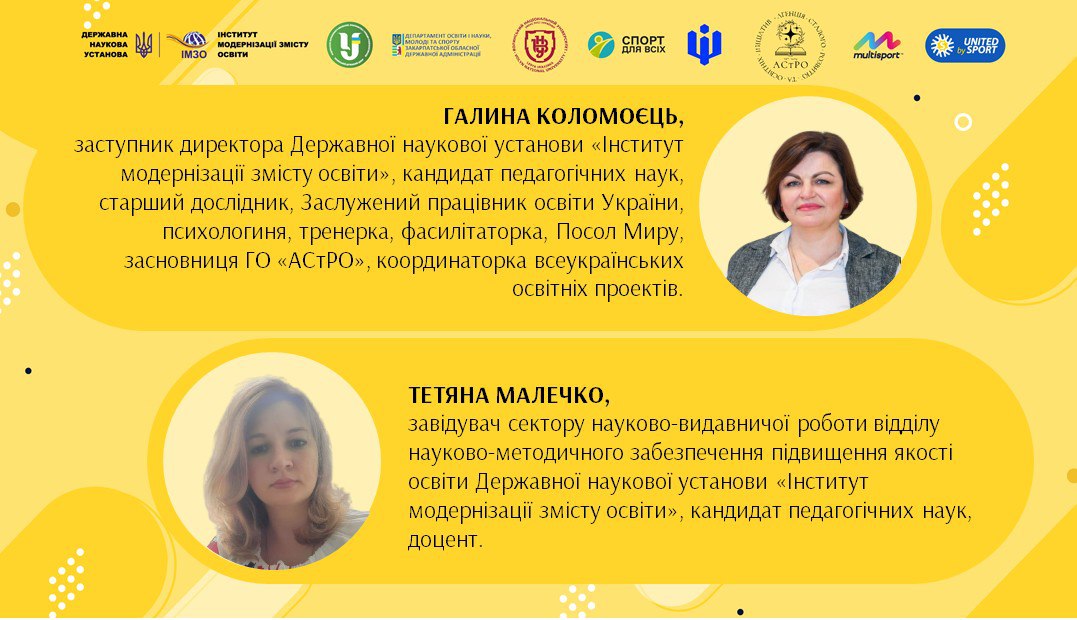 ДЕРЖАВНА
НАУКОВА
УСТАНОВА
ІМЗО
ІНСТИТУТ
МОДЕРНІЗАЦІЇ ЗМІСТУ
ОСВІТИ
ДЕПАРТАМЕНТ ОСВІТИ І НАУКИ,
МОЛОДІ ТА СПОРТУ
ЗАКАРПАТСЬКОЇ ОБЛАСНОЇ
ДЕРЖАВНОЇ АДМІНІСТРАЦІЇ
СПОРТ
ДЛЯ ВСІХ
АСтРО
multisport
UNITED
by SPORT
ГАЛИНА КОЛОМОЄЦЬ,
заступник директора Державної наукової установи «Інститут
модернізації змісту освіти», кандидат педагогічних наук,
старший дослідник, Заслужений працівник освіти України,
психологиня, тренерка, фасилітаторка, Посол Миру,
засновниця ГО «АСтРО», координаторка всеукраїнських
освітніх проектів.
ТЕТЯНА МАЛЕЧКО,
завідувач сектору науково-видавничої роботи відділу
науково-методичного забезпечення підвищення якості
освіти Державної наукової установи «Інститут
модернізації змісту освіти», кандидат педагогічних наук,
доцент.